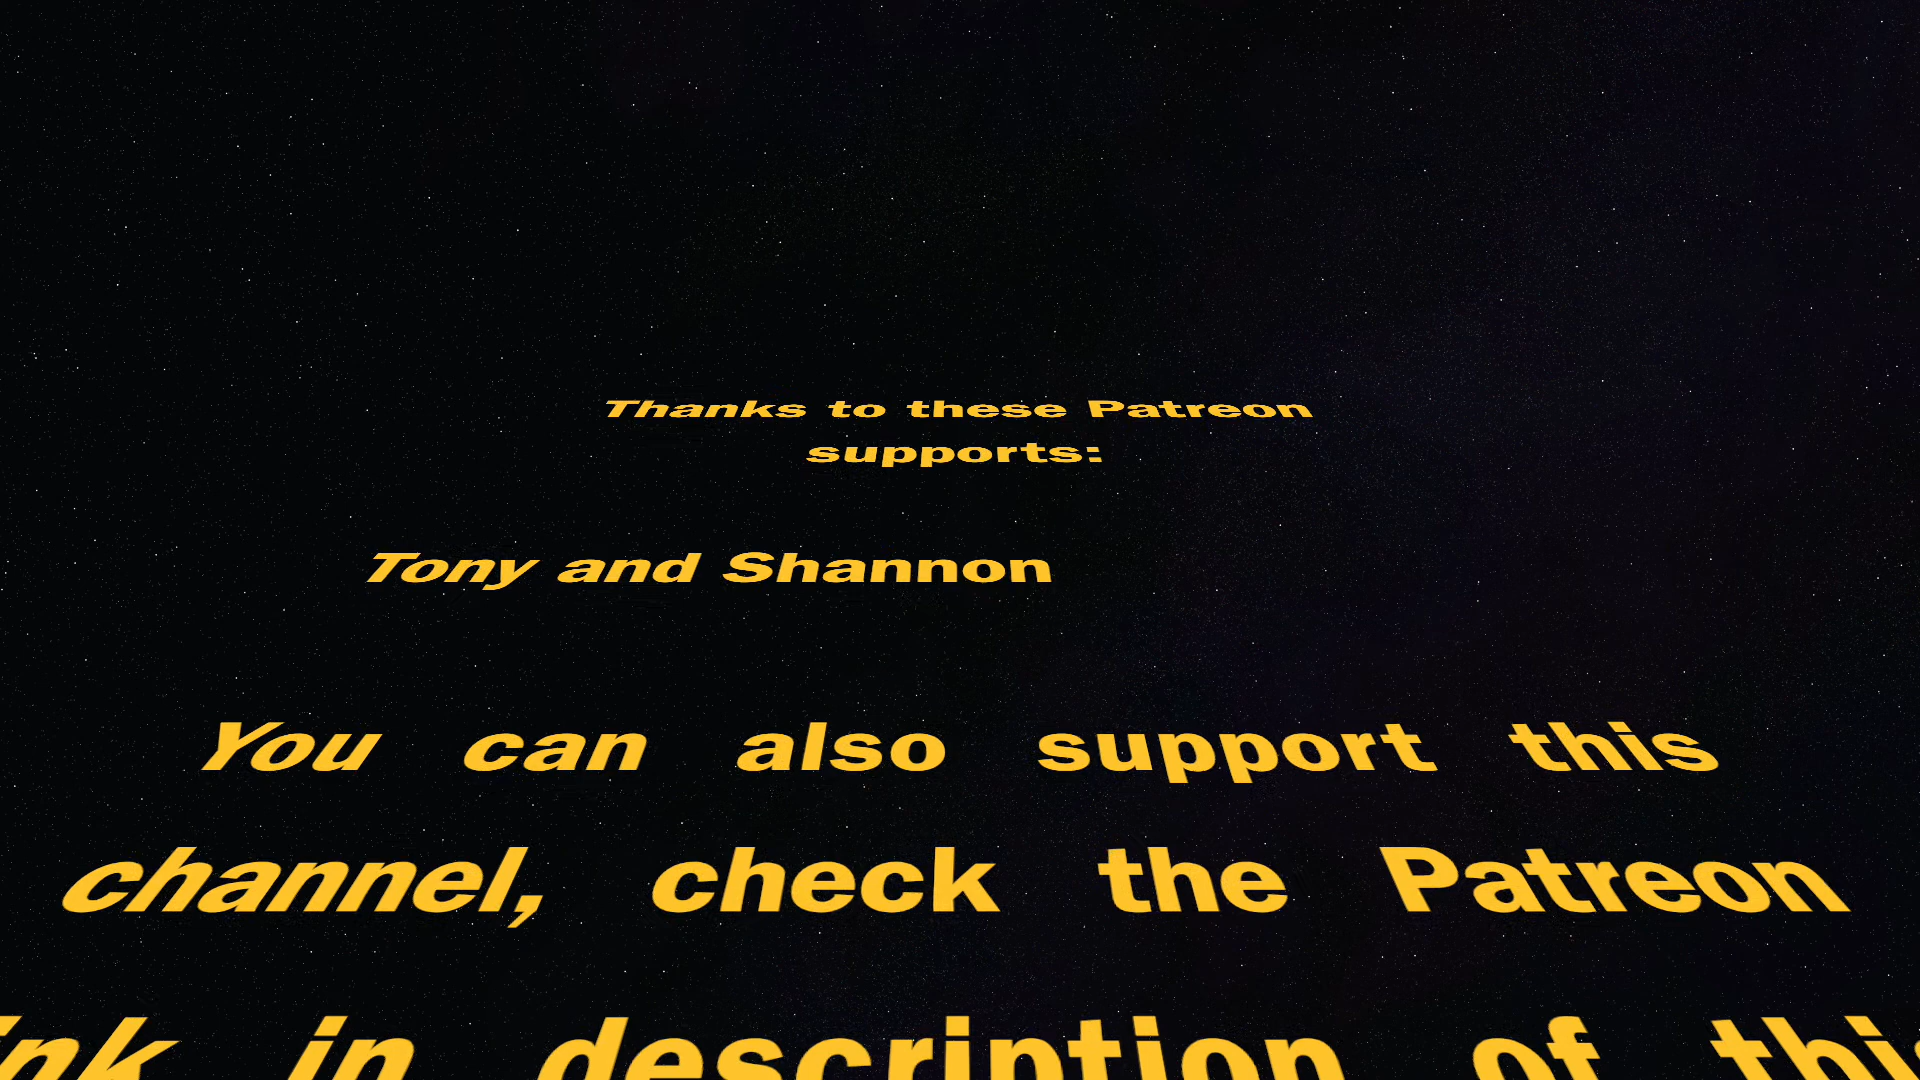 Thanks to these Patreon
supports:
Tony and Shannon
You can also support this
channel, check the Patreon
in description of this